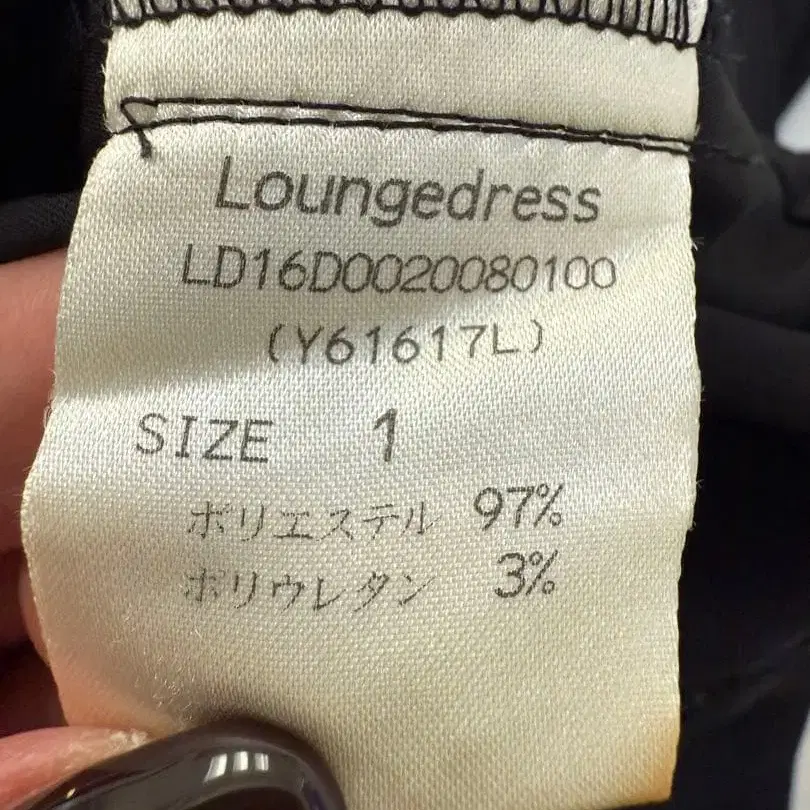 Loungedress
LD16D0020080100
(Y61617L)
SIZE 1
ポリエステル 97%
ポリウレタン 3%